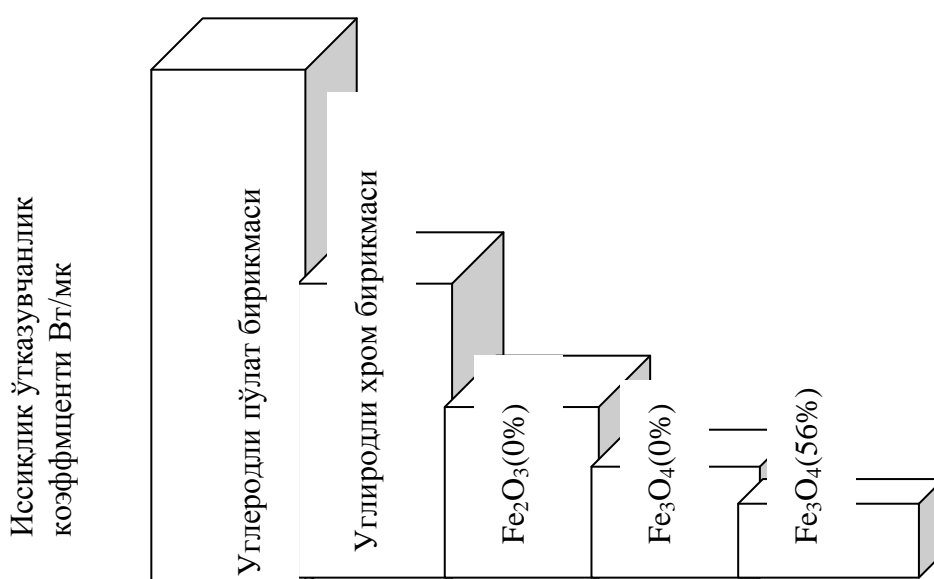 Иссиқлик ўтказувчанлик
коэффмценти Вт/мк
Углеродли пўлат бирикмаси
Углиродли хром бирикмаси
Fe₂O₃(0%)
Fe₃O₄(0%)
Fe₃O₄(56%)